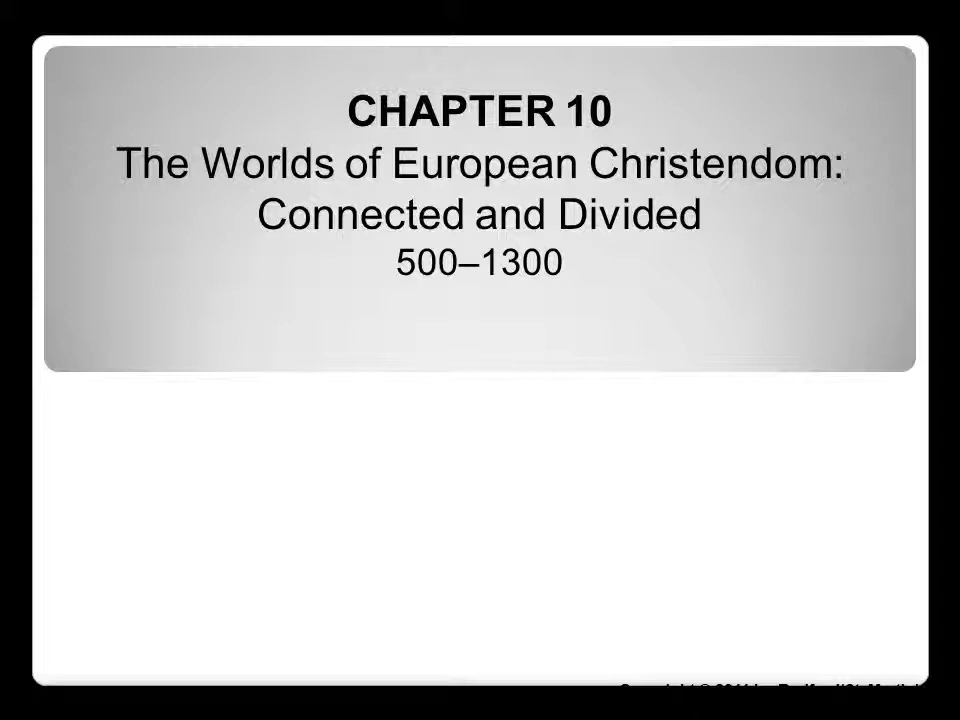 CHAPTER 10
The Worlds of European Christendom:
Connected and Divided
500–1300